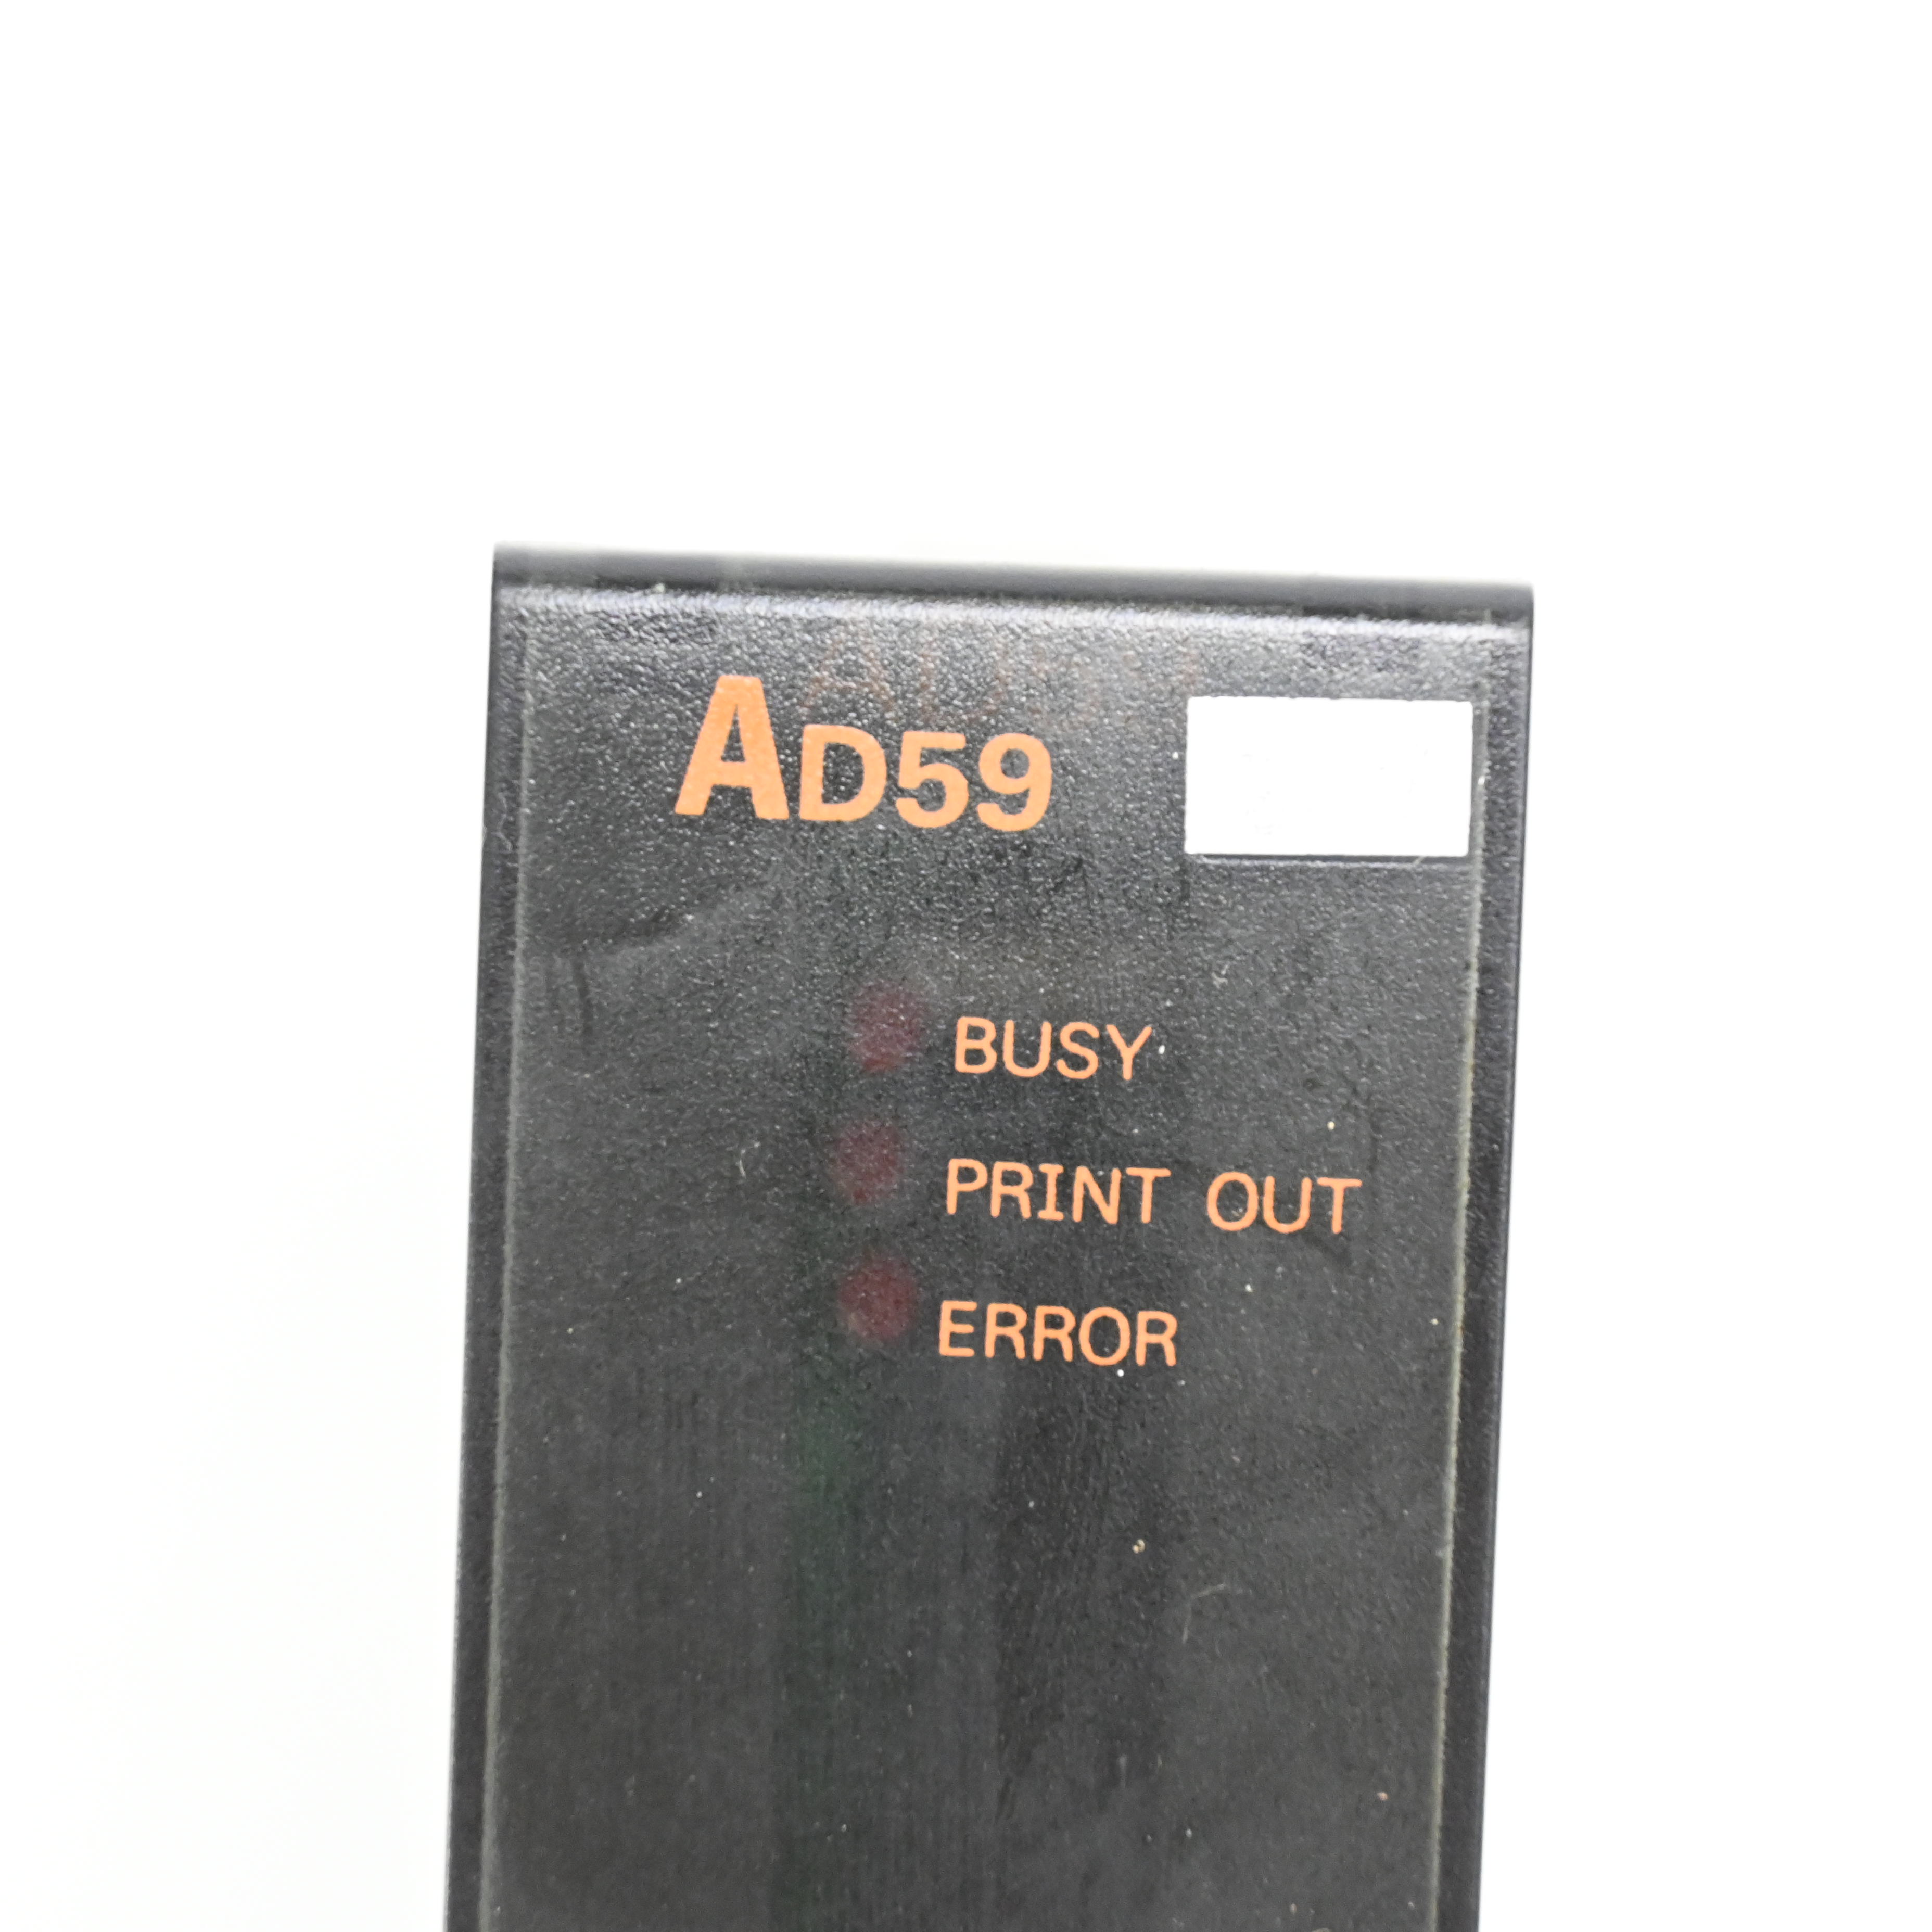 AD59
BUSY
PRINT OUT
ERROR